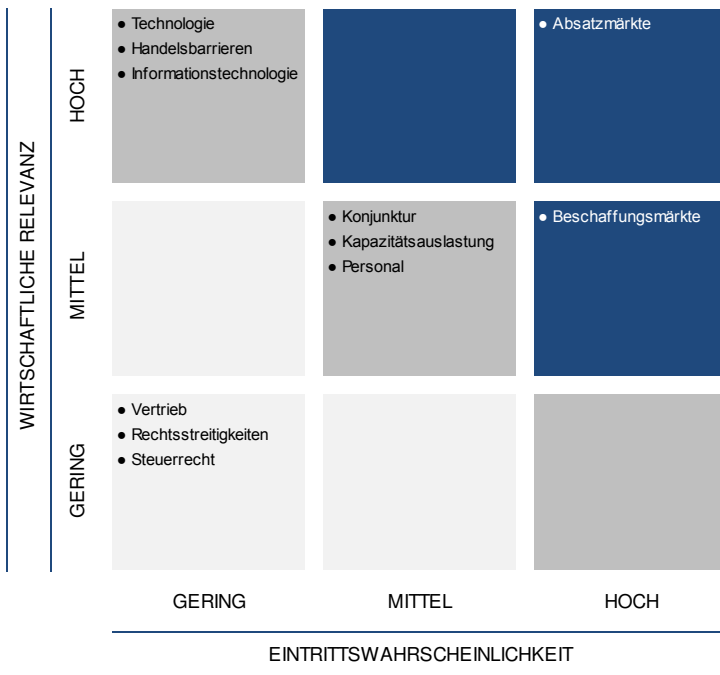 WIRTSCHAFTLICHE RELEVANZ
HOCH
● Technologie
● Handelsbarrieren
● Informationstechnologie
● Absatzmärkte
MITTEL
● Konjunktur
● Kapazitätsauslastung
● Personal
● Beschaffungsmärkte
GERING
● Vertrieb
● Rechtsstreitigkeiten
● Steuerrecht
GERING
MITTEL
HOCH
EINTRITTSWAHRSCHEINLICHKEIT